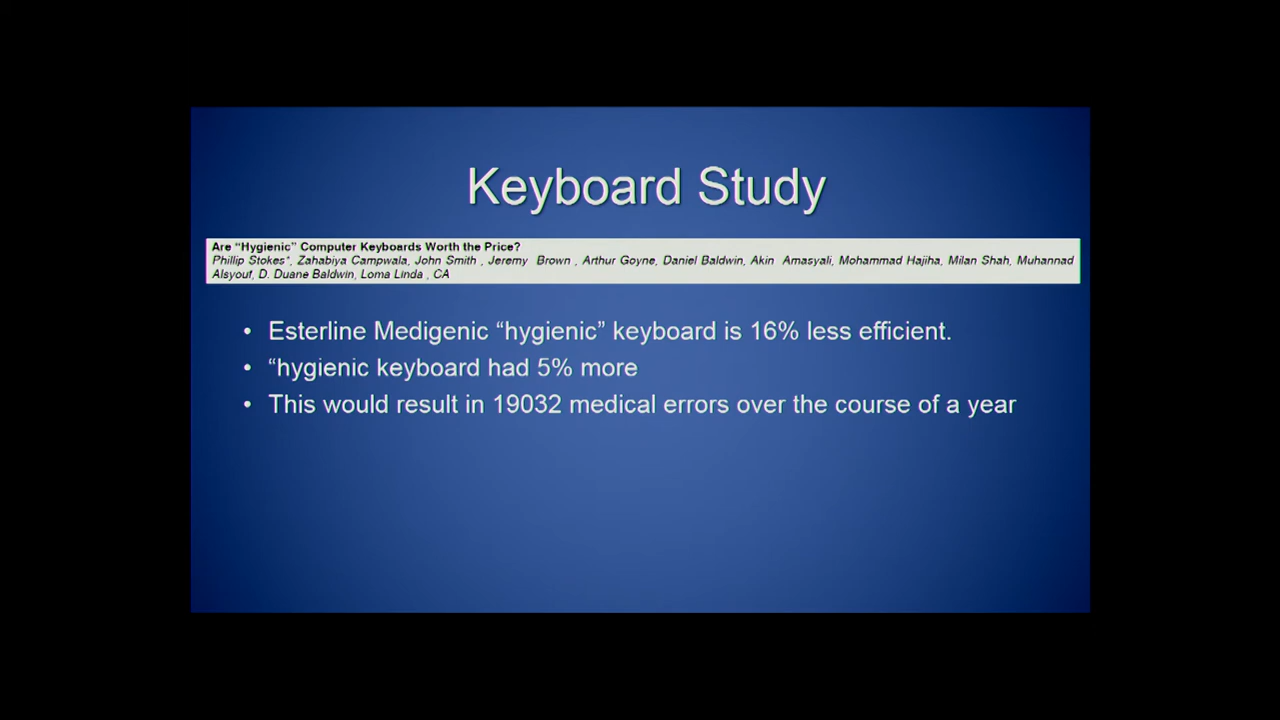 Keyboard Study
Are “Hygienic” Computer Keyboards Worth the Price?
Phillip Stokes*, Zahabiya Campwala, John Smith , Jeremy Brown , Arthur Goyne, Daniel Baldwin, Akin Amasyali, Mohammad Hajiha, Milan Shah, Muhannad
Alsyouf, D. Duane Baldwin, Loma Linda , CA
• Esterline Medigenic “hygienic” keyboard is 16% less efficient.
• “hygienic keyboard had 5% more
• This would result in 19032 medical errors over the course of a year